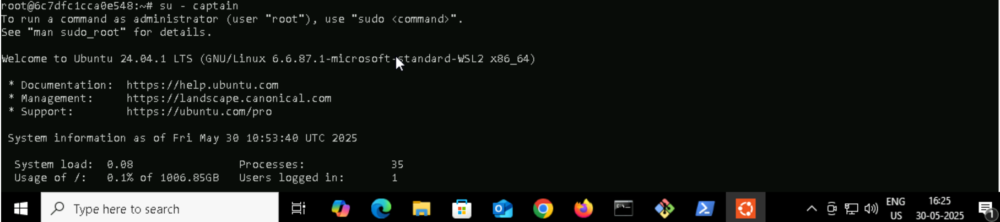 root@6c7dfc1cca0e548:~# su - captain
To run a command as administrator (user "root"), use "sudo <command>".
See "man sudo_root" for details.
Welcome to Ubuntu 24.04.1 LTS (GNU/Linux 6.6.87.1-microsoft-standard-WSL2 x86_64)
* Documentation:  https://help.ubuntu.com
* Management:     https://landscape.canonical.com
* Support:        https://ubuntu.com/pro
System information as of Fri May 30 10:53:40 UTC 2025
System load:  0.08                Processes:             35
Usage of /:   0.1% of 1006.85GB   Users logged in:       1
Type here to search
ENG
US
16:25
30-05-2025
1